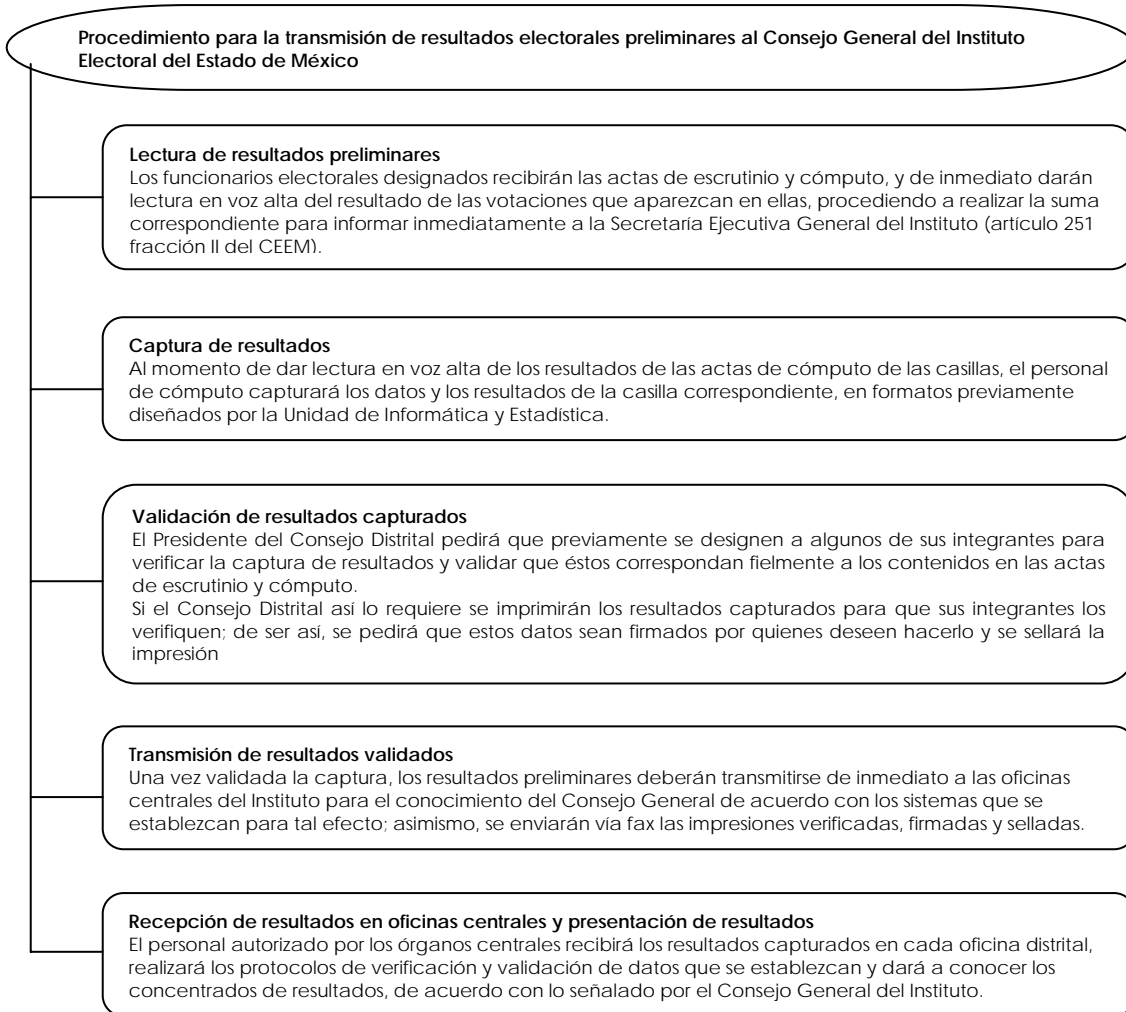 Procedimiento para la transmisión de resultados electorales preliminares al Consejo General del Instituto
Electoral del Estado de México
Lectura de resultados preliminares
Los funcionarios electorales designados recibirán las actas de escrutinio y cómputo, y de inmediato darán
lectura en voz alta del resultado de las votaciones que aparezcan en ellas, procediendo a realizar la suma
correspondiente para informar inmediatamente a la Secretaría Ejecutiva General del Instituto (artículo 251
fracción II del CEEM).
Captura de resultados
Al momento de dar lectura en voz alta de los resultados de las actas de cómputo de las casillas, el personal
de cómputo capturará los datos y los resultados de la casilla correspondiente, en formatos previamente
diseñados por la Unidad de Informática y Estadística.
Validación de resultados capturados
El Presidente del Consejo Distrital pedirá que previamente se designen a algunos de sus integrantes para
verificar la captura de resultados y validar que éstos correspondan fielmente a los contenidos en las actas
de escrutinio y cómputo.
Si el Consejo Distrital así lo requiere se imprimirán los resultados capturados para que sus integrantes los
verifiquen; de ser así, se pedirá que estos datos sean firmados por quienes deseen hacerlo y se sellará la
impresión
Transmisión de resultados validados
Una vez validada la captura, los resultados preliminares deberán transmitirse de inmediato a las oficinas
centrales del Instituto para el conocimiento del Consejo General de acuerdo con los sistemas que se
establezcan para tal efecto; asimismo, se enviarán vía fax las impresiones verificadas, firmadas y selladas.
Recepción de resultados en oficinas centrales y presentación de resultados
El personal autorizado por los órganos centrales recibirá los resultados capturados en cada oficina distrital,
realizará los protocolos de verificación y validación de datos que se establezcan y dará a conocer los
concentrados de resultados, de acuerdo con lo señalado por el Consejo General del Instituto.